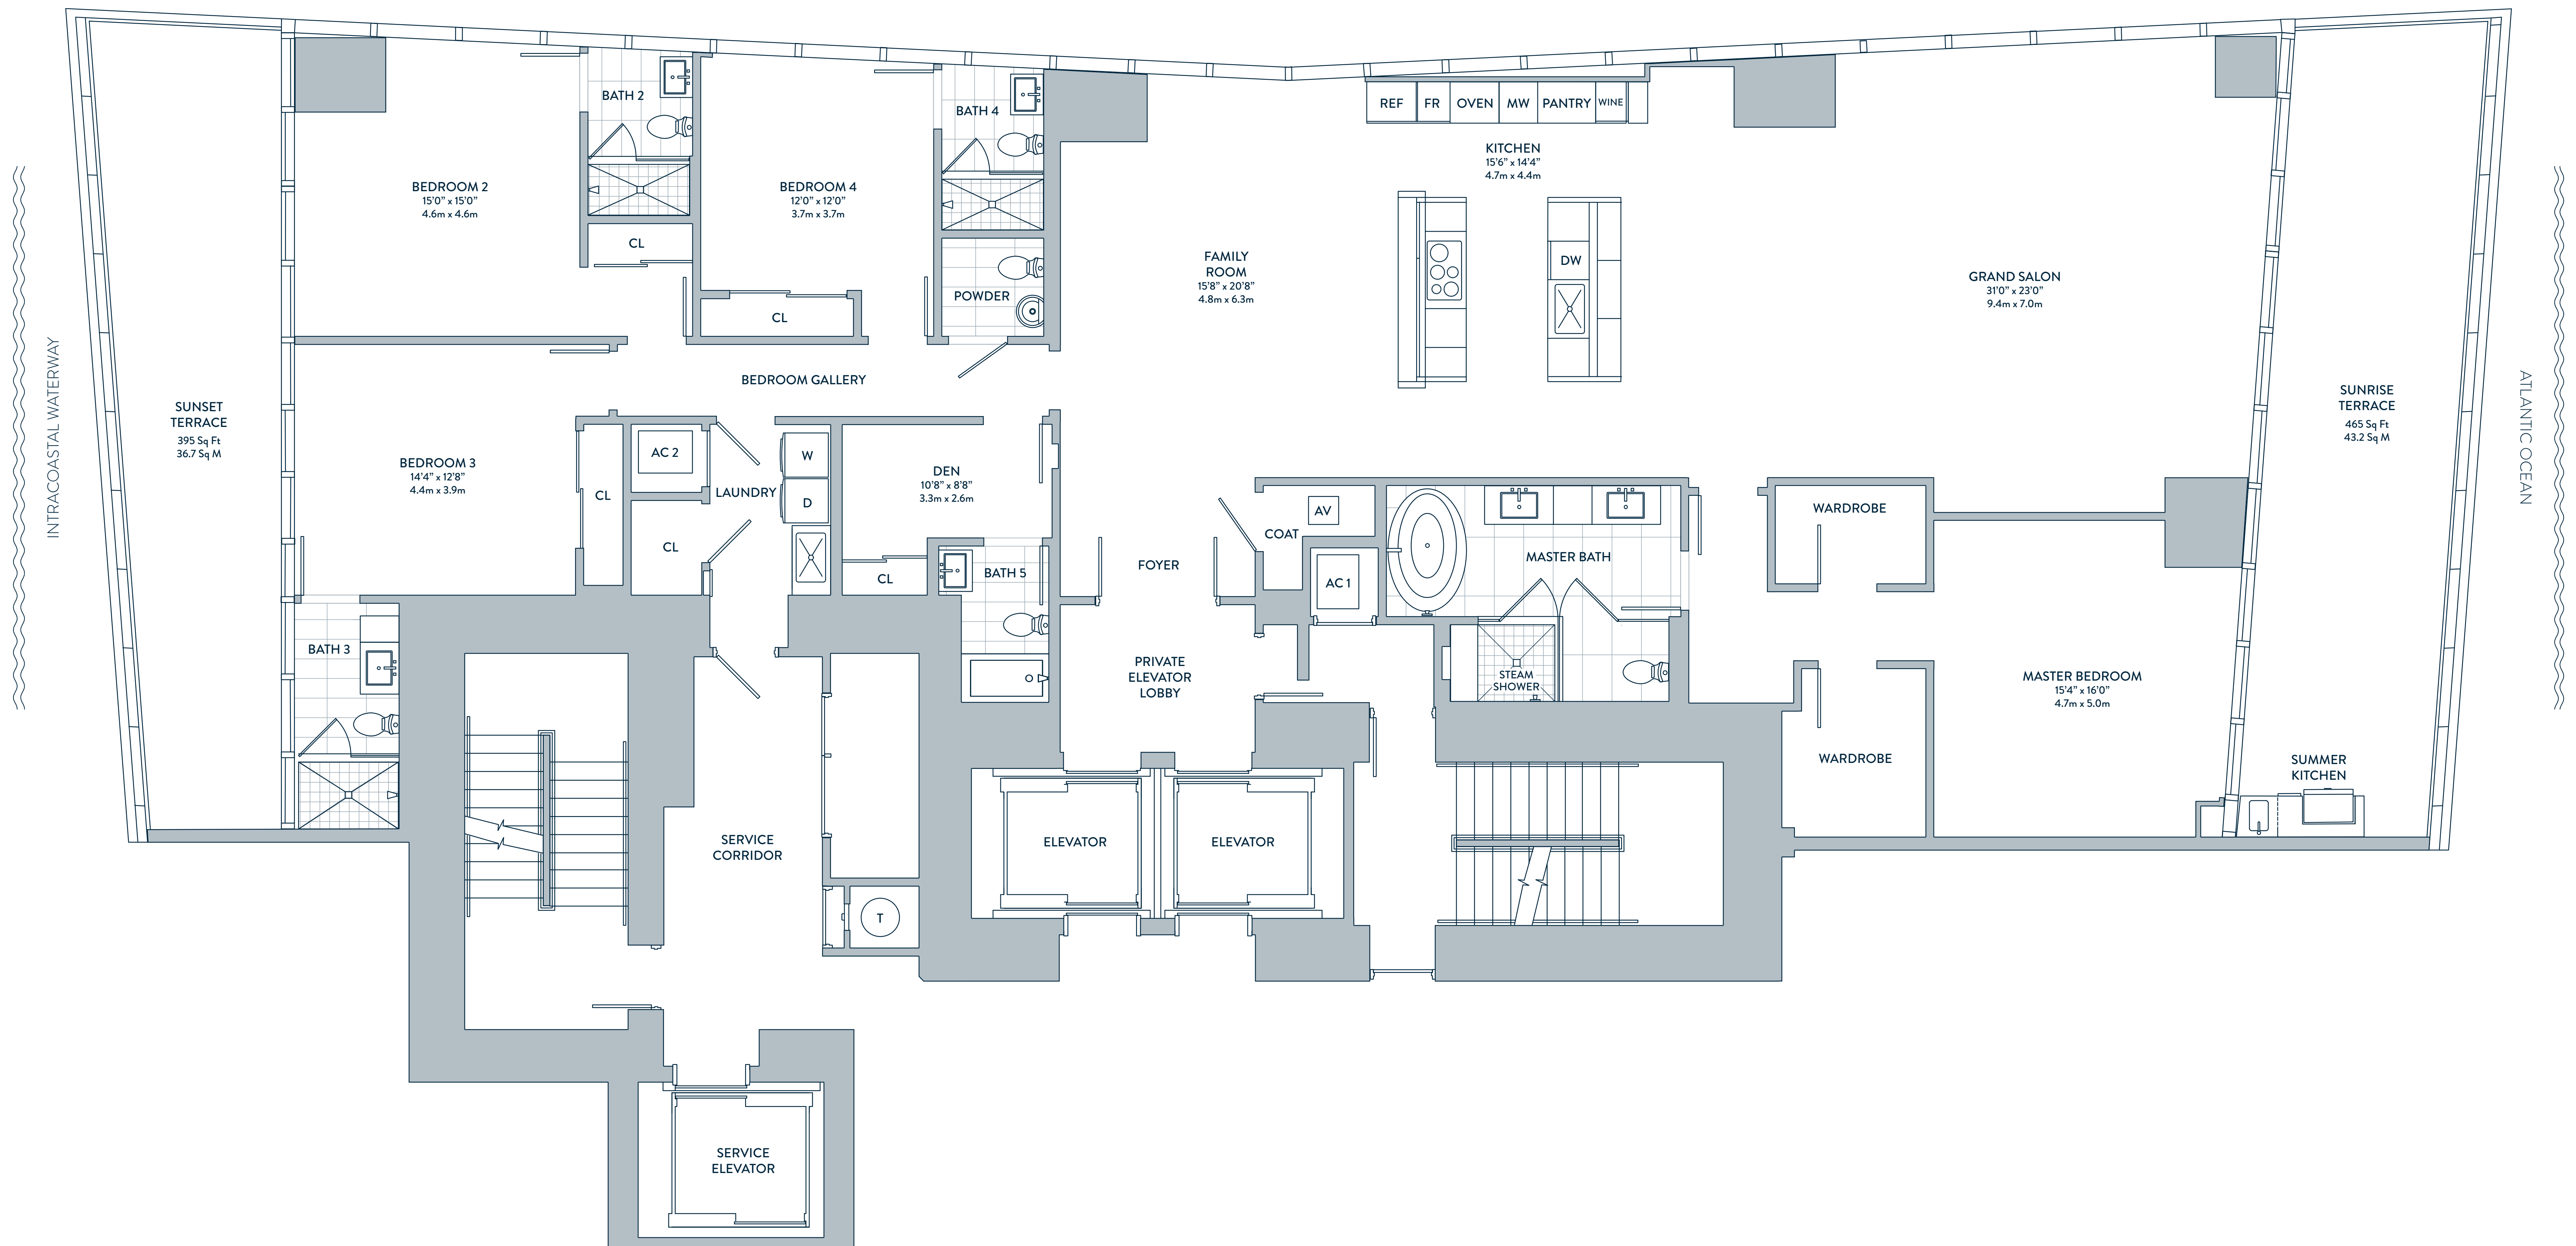 INTRACOASTAL WATERWAY
SUNSET
TERRACE
395 Sq Ft
36.7 Sq M
BEDROOM 2
15'0" x 15'0"
4.6m x 4.6m
BATH 2
CL
BEDROOM 4
12'0" x 12'0"
3.7m x 3.7m
CL
BATH 4
POWDER
BEDROOM GALLERY
BEDROOM 3
14'4" x 12'8"
4.4m x 3.9m
CL
AC 2
LAUNDRY
W
D
CL
DEN
10'8" x 8'8"
3.3m x 2.6m
CL
BATH 5
BATH 3
FAMILY
ROOM
15'8" x 20'8"
4.8m x 6.3m
REF
FR
OVEN
MW
PANTRY
WINE
KITCHEN
15'6" x 14'4"
4.7m x 4.4m
DW
GRAND SALON
31'0" x 23'0"
9.4m x 7.0m
SUNRISE
TERRACE
465 Sq Ft
43.2 Sq M
ATLANTIC OCEAN
FOYER
COAT
AV
AC 1
MASTER BATH
STEAM
SHOWER
WARDROBE
MASTER BEDROOM
15'4" x 16'0"
4.7m x 5.0m
WARDROBE
SUMMER
KITCHEN
PRIVATE
ELEVATOR
LOBBY
ELEVATOR
ELEVATOR
SERVICE
CORRIDOR
T
SERVICE
ELEVATOR